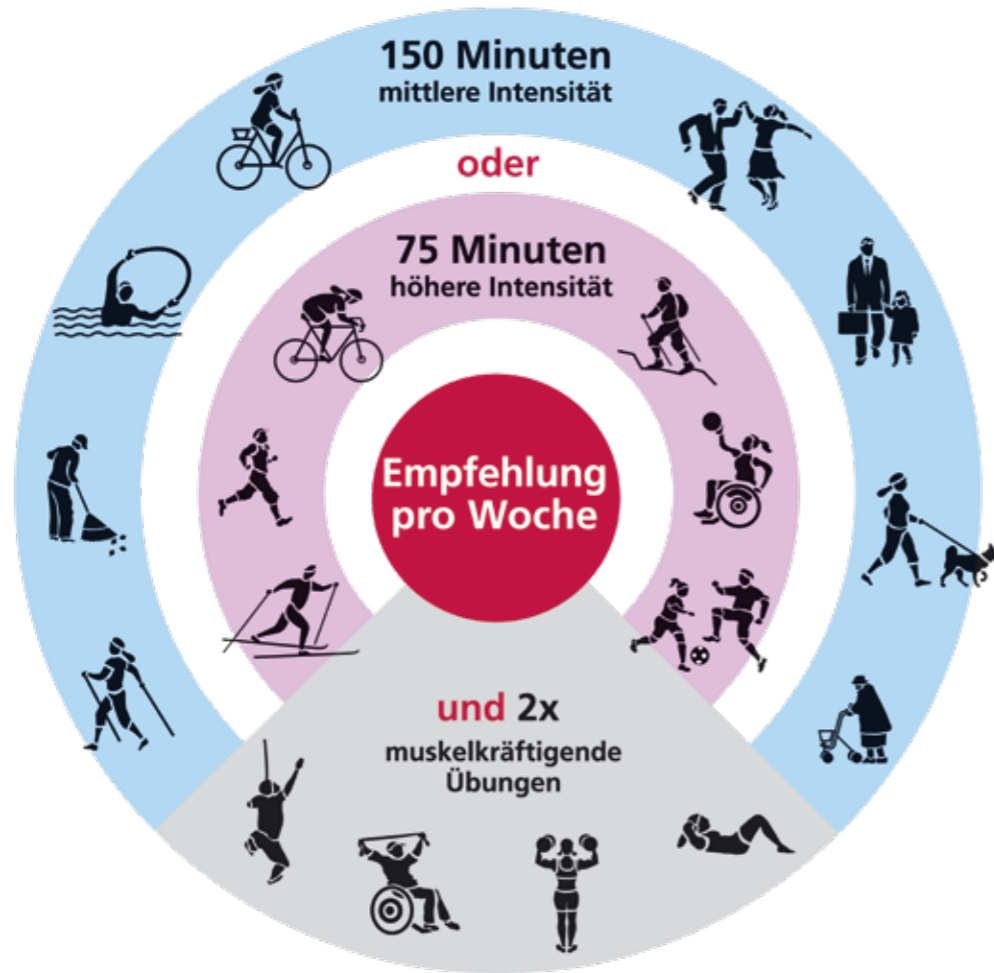 150 Minuten
mittlere Intensität
oder
75 Minuten
höhere Intensität
Empfehlung
pro Woche
und 2x
muskelkräftigende
Übungen